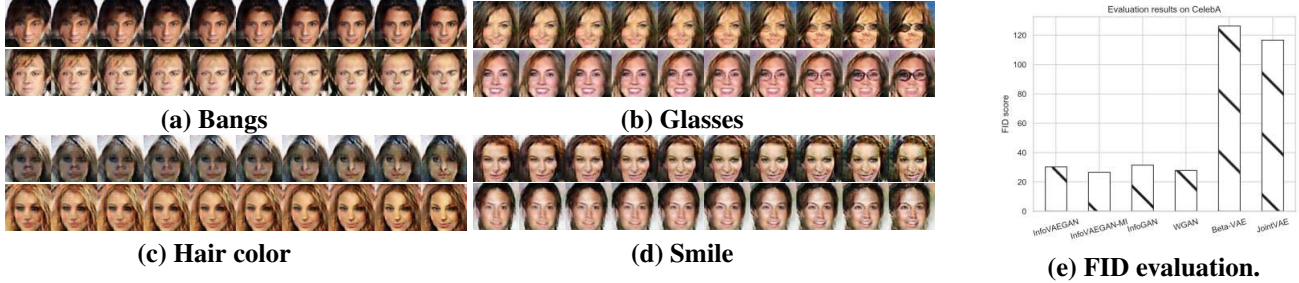 (a) Bangs
(b) Glasses
(c) Hair color
(d) Smile
Evaluation results on CelebA
FID score
120
100
80
60
40
20
0
InfoVAEGAN
InfoVAEGAN-MI
InfoGAN
WGAN
Beta-VAE
JointVAE
(e) FID evaluation.